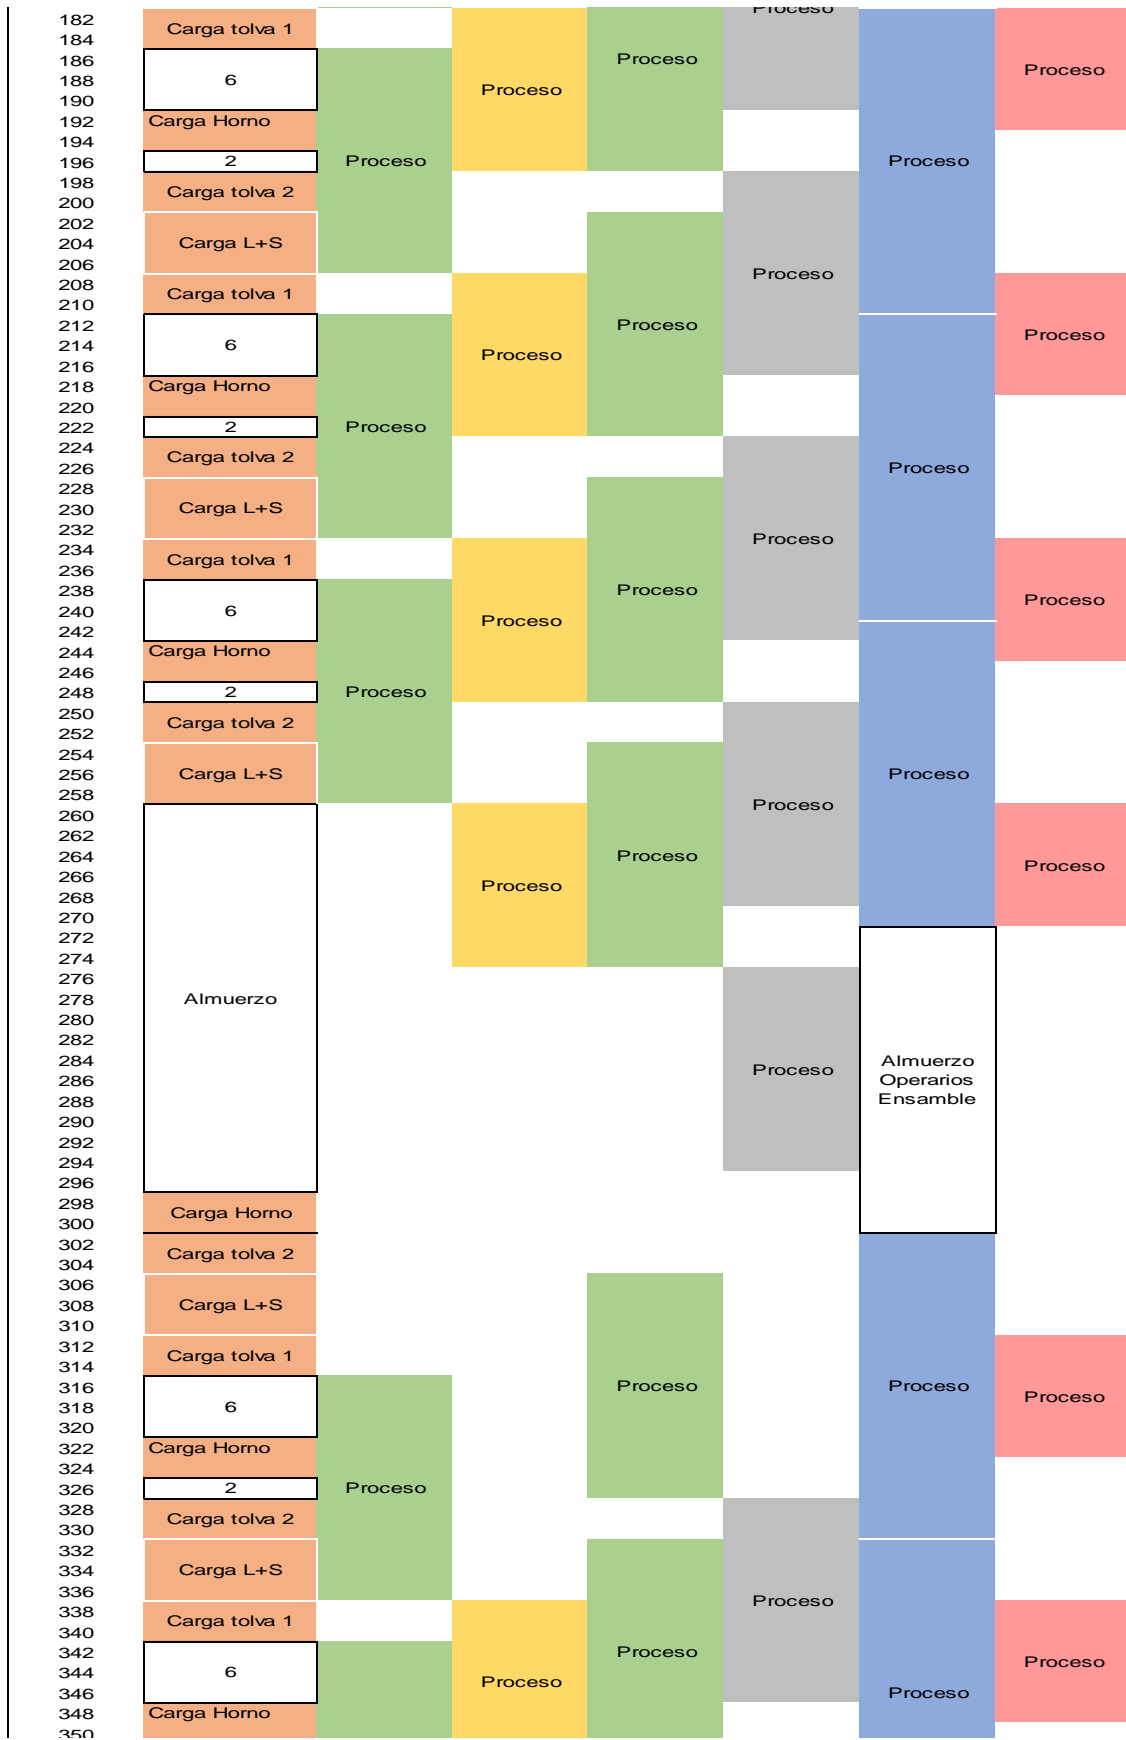 Proceso
182
Carga tolva 1
184
186
Proceso
188
6
Proceso
Proceso
190
192
Carga Horno
194
196
2
Proceso
Proceso
198
Carga tolva 2
200
202
204
Carga L+S
206
Proceso
208
Carga tolva 1
210
212
Proceso
214
6
Proceso
Proceso
216
218
Carga Horno
220
222
2
Proceso
224
Carga tolva 2
226
Proceso
228
230
Carga L+S
232
Proceso
234
Carga tolva 1
236
238
Proceso
240
6
Proceso
Proceso
242
244
Carga Horno
246
248
2
Proceso
250
Carga tolva 2
252
254
256
Carga L+S
Proceso
258
Proceso
260
262
264
Proceso
Proceso
266
Proceso
268
270
272
274
276
278
Almuerzo
280
282
284
Proceso
Almuerzo
286
Operarios
288
Ensamble
290
292
294
296
298
Carga Horno
300
302
Carga tolva 2
304
306
308
Carga L+S
310
312
Carga tolva 1
314
316
Proceso
Proceso
Proceso
318
6
320
322
Carga Horno
324
326
2
Proceso
328
Carga tolva 2
330
332
334
Carga L+S
336
Proceso
338
Carga tolva 1
340
342
Proceso
344
6
Proceso
Proceso
346
Proceso
348
Carga Horno
350